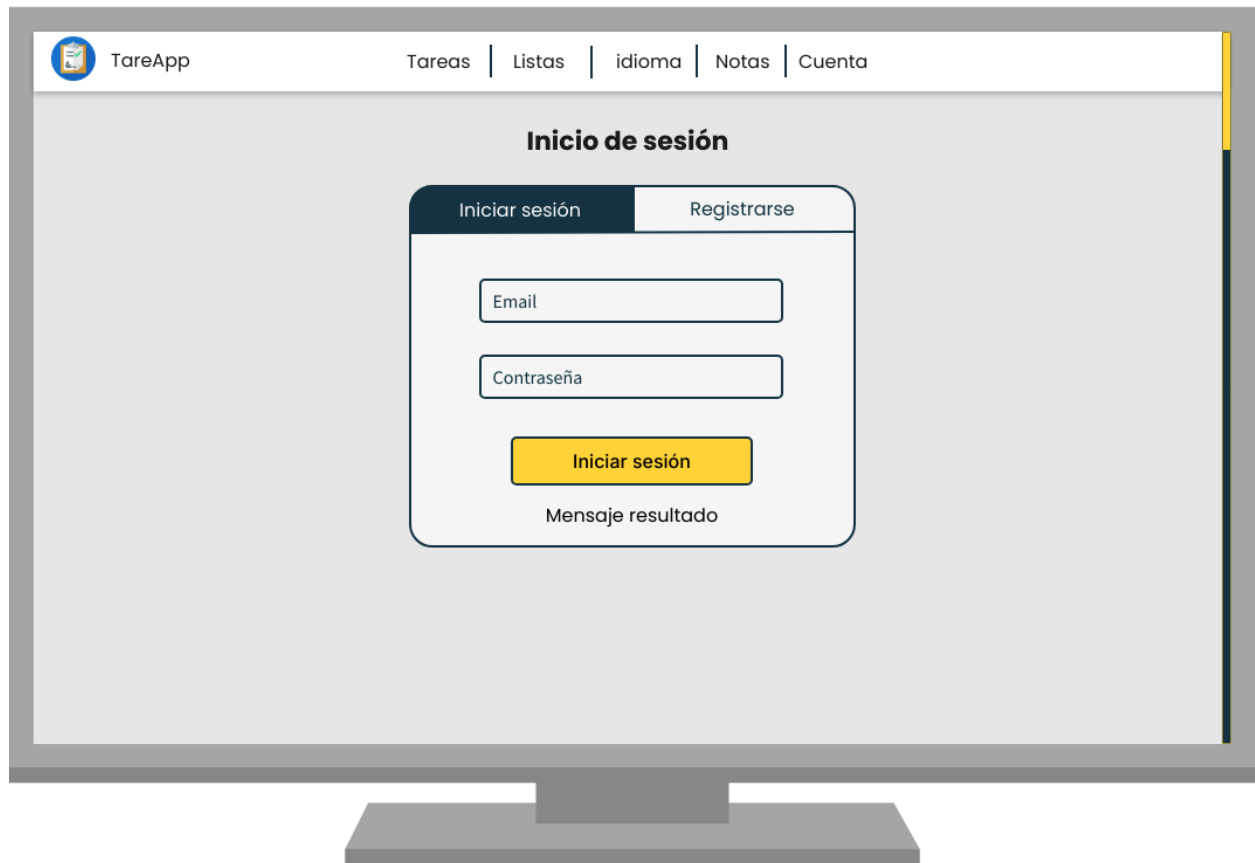 TareApp Tareas Listas idioma Notas Cuenta
Inicio de sesión
Iniciar sesión Registrarse
Email
Contraseña
Iniciar sesión
Mensaje resultado